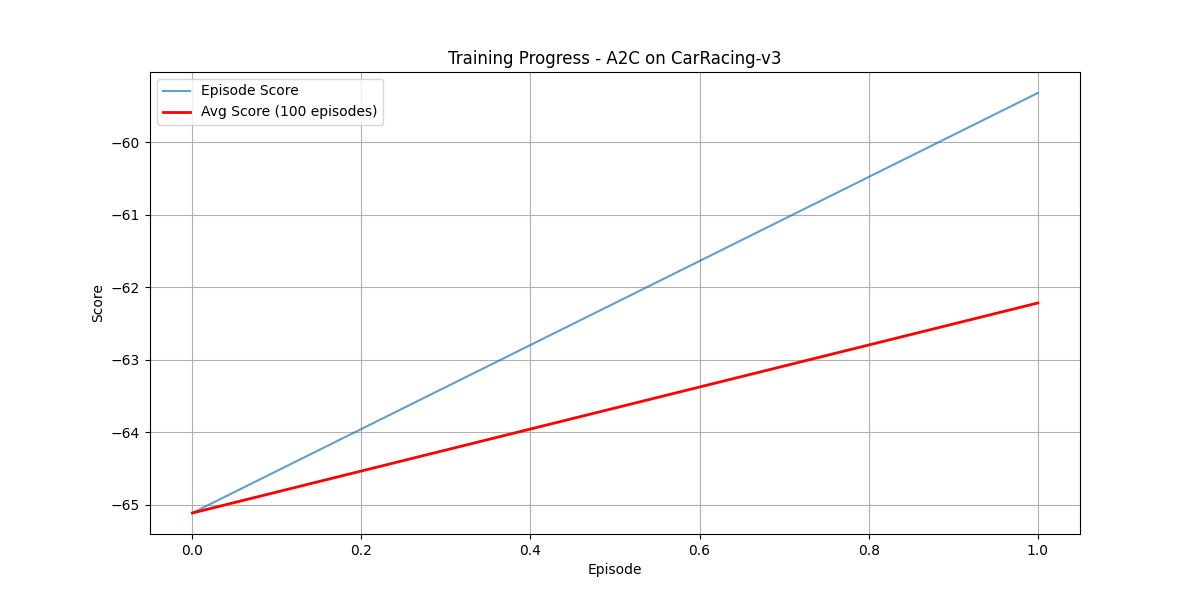 Training Progress - A2C on CarRacing-v3
Episode Score
Avg Score (100 episodes)
−60
−61
−62
−63
−64
−65
Score
0.0 0.2 0.4 0.6 0.8 1.0
Episode